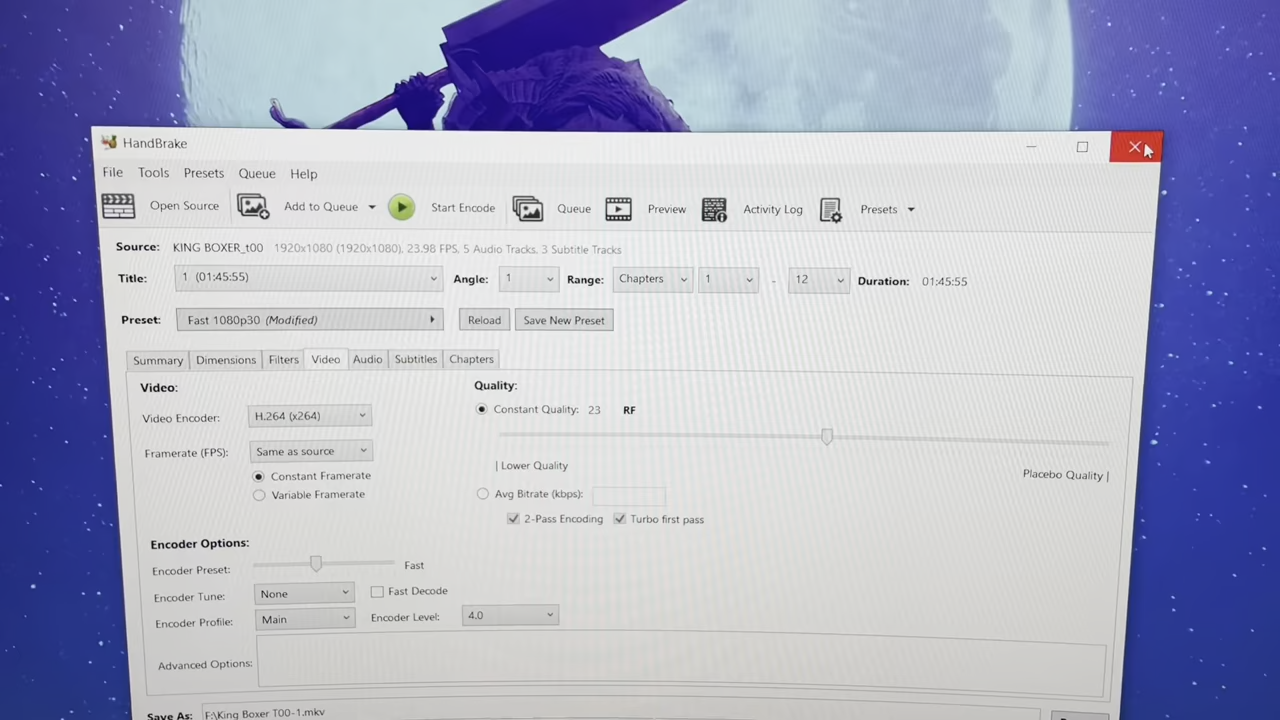 HandBrake
File Tools Presets Queue Help
Open Source Add to Queue Start Encode Queue Preview Activity Log Presets
Source: KING BOXER_t00 1920x1080 (1920x1080), 23.98 FPS, 5 Audio Tracks, 3 Subtitle Tracks
Title: 1 (01:45:55) Angle: 1 Range: Chapters 1 - 12 Duration: 01:45:55
Preset: Fast 1080p30 (Modified) Reload Save New Preset
Summary Dimensions Filters Video Audio Subtitles Chapters
Video:
Video Encoder: H.264 (x264)
Framerate (FPS): Same as source
Constant Framerate
Variable Framerate
Quality:
Constant Quality: 23 RF
| Lower Quality Placebo Quality |
Avg Bitrate (kbps):
2-Pass Encoding Turbo first pass
Encoder Options:
Encoder Preset: Fast
Encoder Tune: None Fast Decode
Encoder Profile: Main Encoder Level: 4.0
Advanced Options:
Save As: F:\King Boxer T00-1.mkv